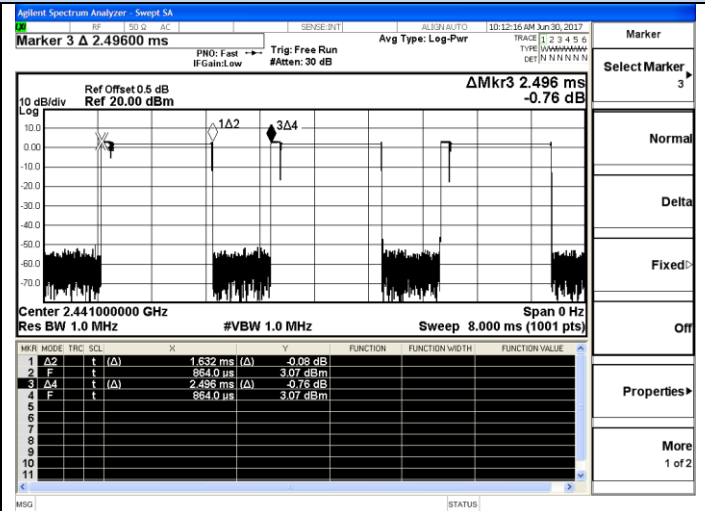 Agilent Spectrum Analyzer - Swept SA
RF 50 Ω AC SENSE:INT ALIGN AUTO 10:12:16 AM Jun 30, 2017
Marker 3 Δ 2.49600 ms
PNO: Fast
IFGain:Low
Trig: Free Run
#Atten: 30 dB
Avg Type: Log-Pwr
TRACE 1 2 3 4 5 6
TYPE
DET N N N N N N
Ref Offset 0.5 dB
Ref 20.00 dBm
ΔMkr3 2.496 ms
-0.76 dB
10 dB/div
Log
1Δ2
3Δ4
10.0
0.00
-10.0
-20.0
-30.0
-40.0
-50.0
-60.0
-70.0
Center 2.441000000 GHz Span 0 Hz
Res BW 1.0 MHz #VBW 1.0 MHz Sweep 8.000 ms (1001 pts)
MKR MODE TRC SCL X Y FUNCTION FUNCTION WIDTH FUNCTION VALUE
1 Δ2 t (Δ) 1.632 ms (Δ) -0.08 dB
2 F t 864.0 µs 3.07 dBm
3 Δ4 t (Δ) 2.496 ms (Δ) -0.76 dB
4 F t 864.0 µs 3.07 dBm
5
6
7
8
9
10
11
MSG STATUS
Marker
Select Marker
3
Normal
Delta
Fixed
Off
Properties
More
1 of 2